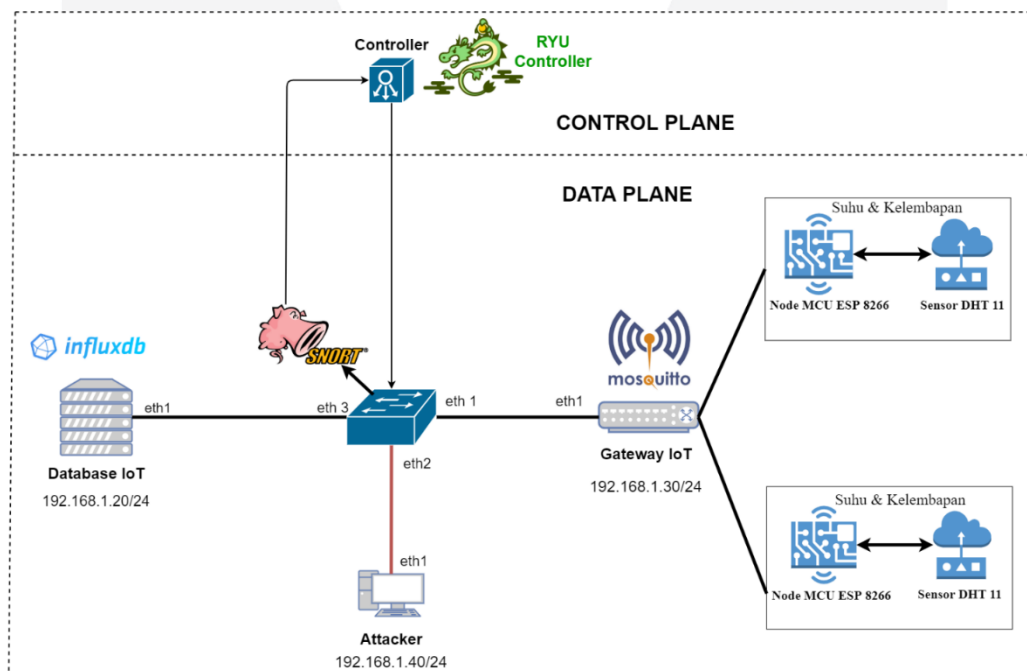 Controller
RYU
Controller
CONTROL PLANE
DATA PLANE
Suhu & Kelembapan
Node MCU ESP 8266
Sensor DHT 11
influxdb
SNORT®
mosquitto
eth1
eth 3
eth 1
eth1
Database IoT
192.168.1.20/24
eth2
Gateway IoT
192.168.1.30/24
Suhu & Kelembapan
Node MCU ESP 8266
Sensor DHT 11
eth1
Attacker
192.168.1.40/24